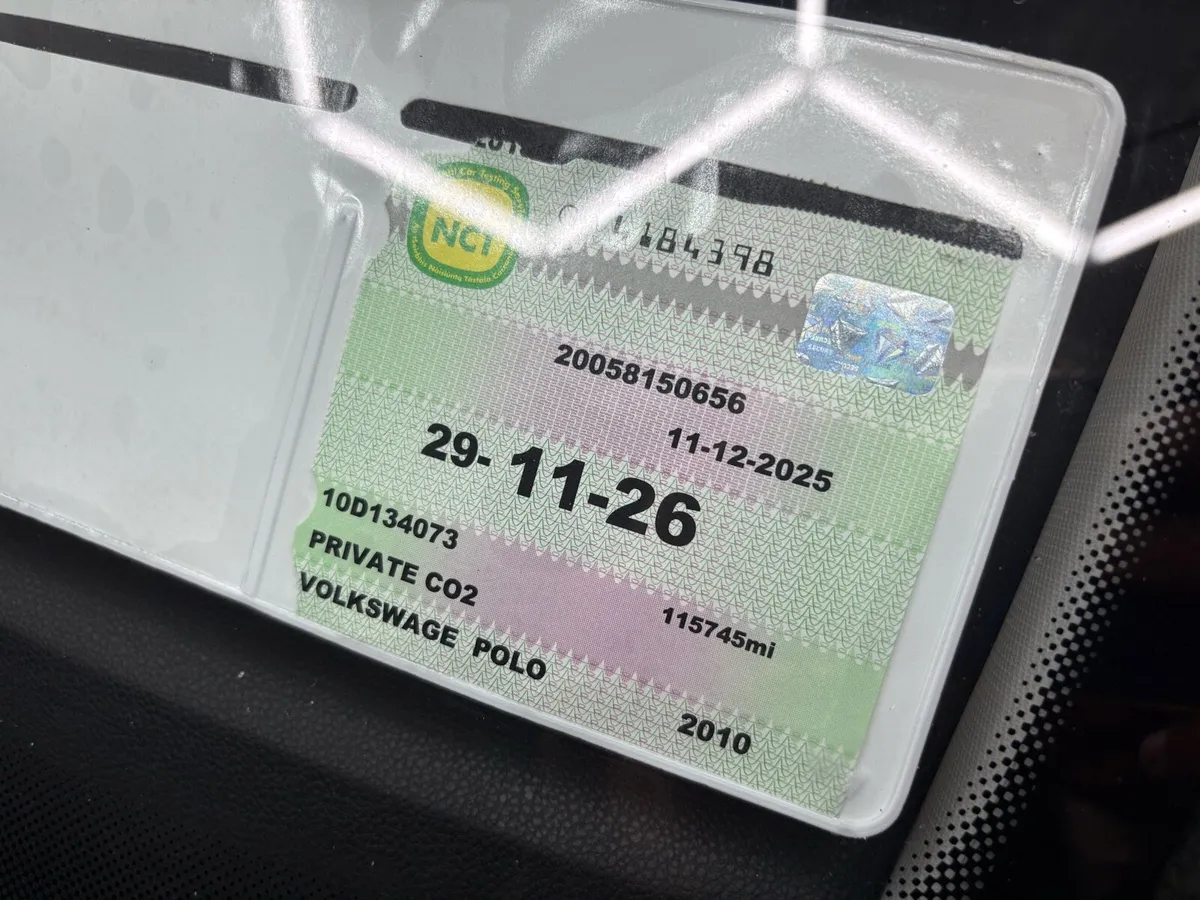 NCT
184398
20058150656
11-12-2025
29-11-26
10D134073
PRIVATE CO2
115745mi
VOLKSWAGE POLO
2010